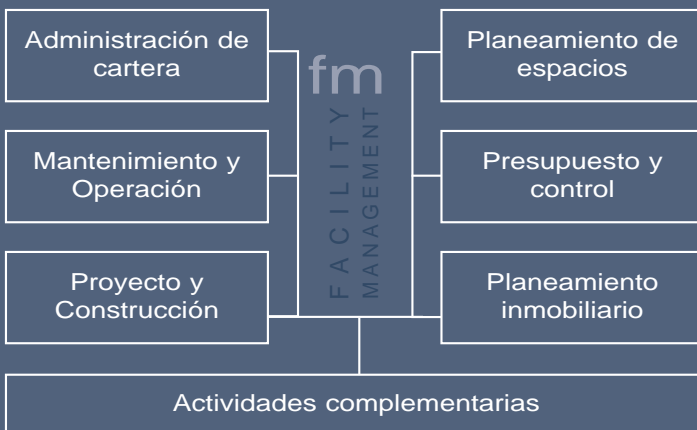 Administración de
cartera
fm
FACILITY
MANAGEMENT
Planeamiento de
espacios
Mantenimiento y
Operación
Presupuesto y
control
Proyecto y
Construcción
Planeamiento
inmobiliario
Actividades complementarias